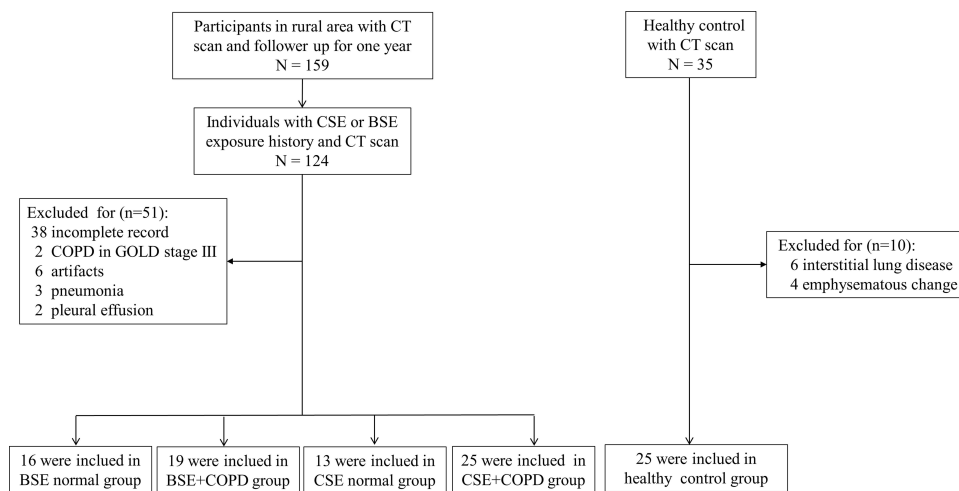 Participants in rural area with CT
scan and follower up for one year
N = 159
Healthy control
with CT scan
N = 35
Individuals with CSE or BSE
exposure history and CT scan
N = 124
Excluded for (n=51):
38 incomplete record
2 COPD in GOLD stage III
6 artifacts
3 pneumonia
2 pleural effusion
Excluded for (n=10):
6 interstitial lung disease
4 emphysematous change
16 were inclued in
BSE normal group
19 were inclued in
BSE+COPD group
13 were inclued in
CSE normal group
25 were inclued in
CSE+COPD group
25 were inclued in
healthy control group